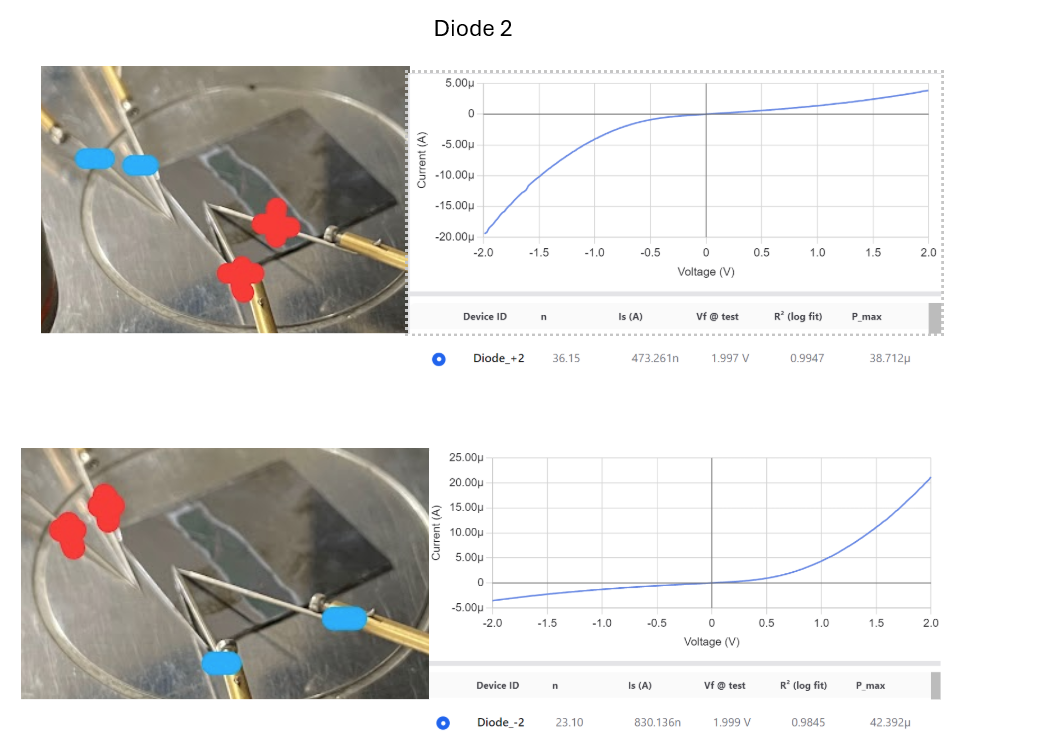 Diode 2
5.00µ
0
-5.00µ
-10.00µ
-15.00µ
-20.00µ
Current (A)
-2.0 -1.5 -1.0 -0.5 0 0.5 1.0 1.5 2.0
Voltage (V)
Device ID n Is (A) Vf @ test R² (log fit) P_max
Diode_+2 36.15 473.261n 1.997 V 0.9947 38.712µ
25.00µ
20.00µ
15.00µ
10.00µ
5.00µ
0
-5.00µ
Current (A)
-2.0 -1.5 -1.0 -0.5 0 0.5 1.0 1.5 2.0
Voltage (V)
Device ID n Is (A) Vf @ test R² (log fit) P_max
Diode_-2 23.10 830.136n 1.999 V 0.9845 42.392µ